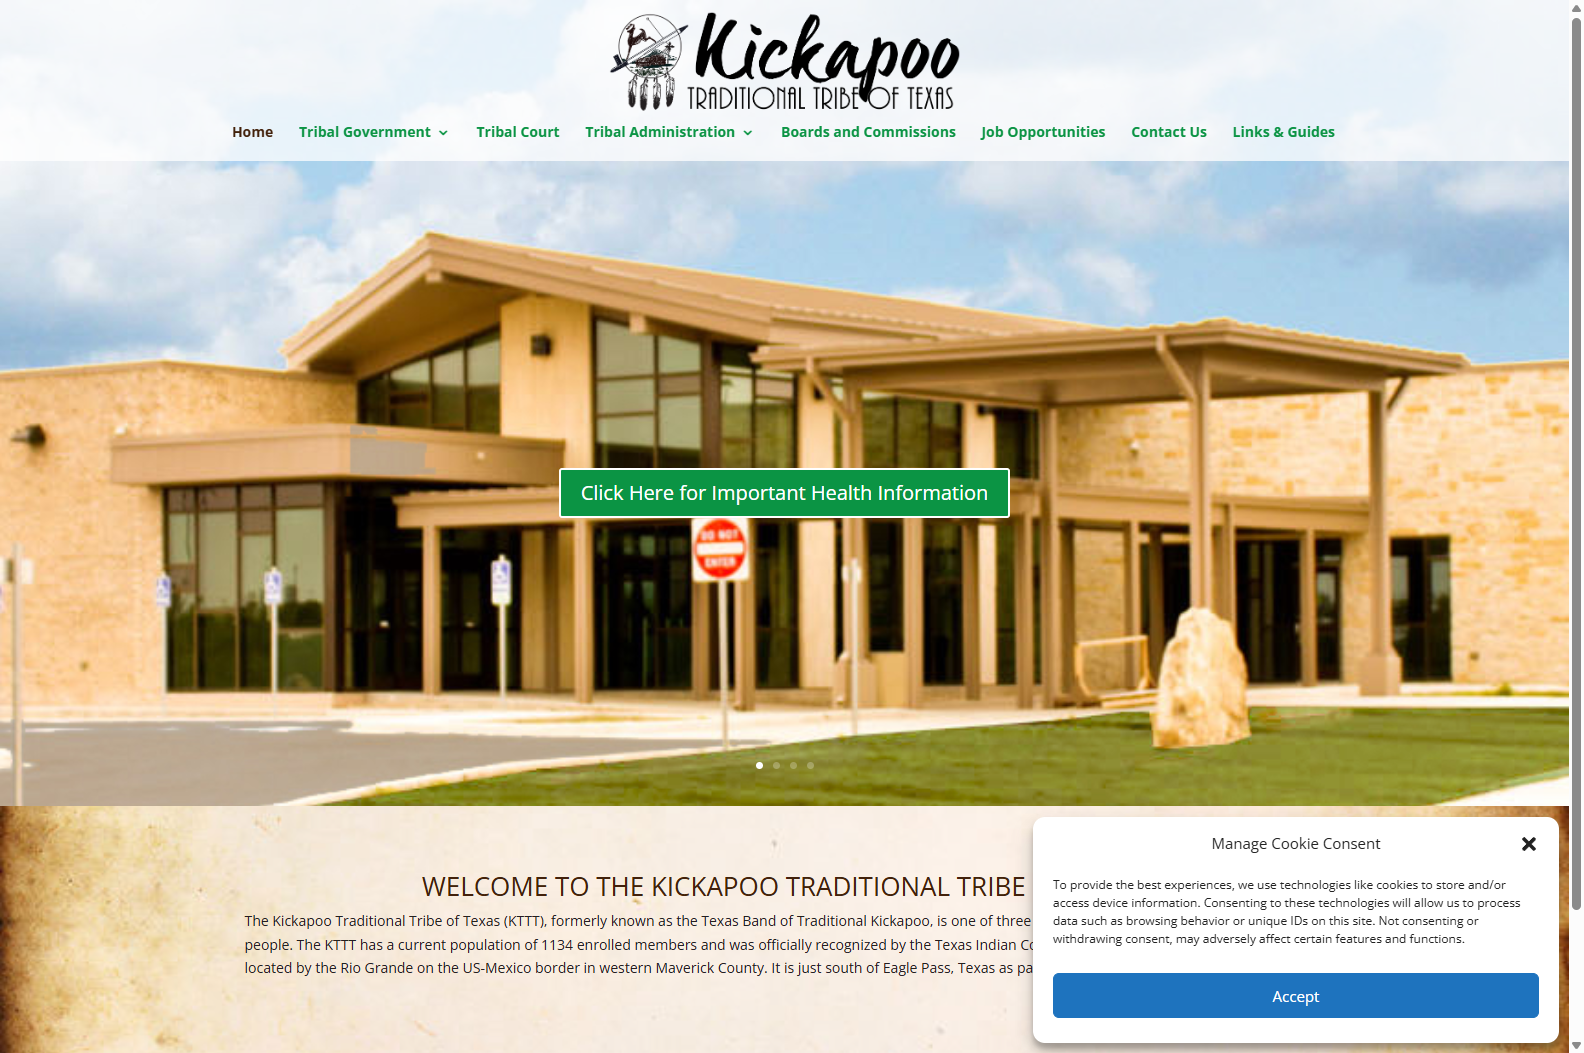 Kickapoo
TRADITIONAL TRIBE OF TEXAS
Home Tribal Government Tribal Court Tribal Administration Boards and Commissions Job Opportunities Contact Us Links & Guides
Click Here for Important Health Information
DO NOT
ENTER
WELCOME TO THE KICKAPOO TRADITIONAL TRIBE
The Kickapoo Traditional Tribe of Texas (KTTT), formerly known as the Texas Band of Traditional Kickapoo, is one of three
people. The KTTT has a current population of 1134 enrolled members and was officially recognized by the Texas Indian
located by the Rio Grande on the US-Mexico border in western Maverick County. It is just south of Eagle Pass, Texas as
Manage Cookie Consent
To provide the best experiences, we use technologies like cookies to store and/or
access device information. Consenting to these technologies will allow us to process
data such as browsing behavior or unique IDs on this site. Not consenting or
withdrawing consent, may adversely affect certain features and functions.
Accept